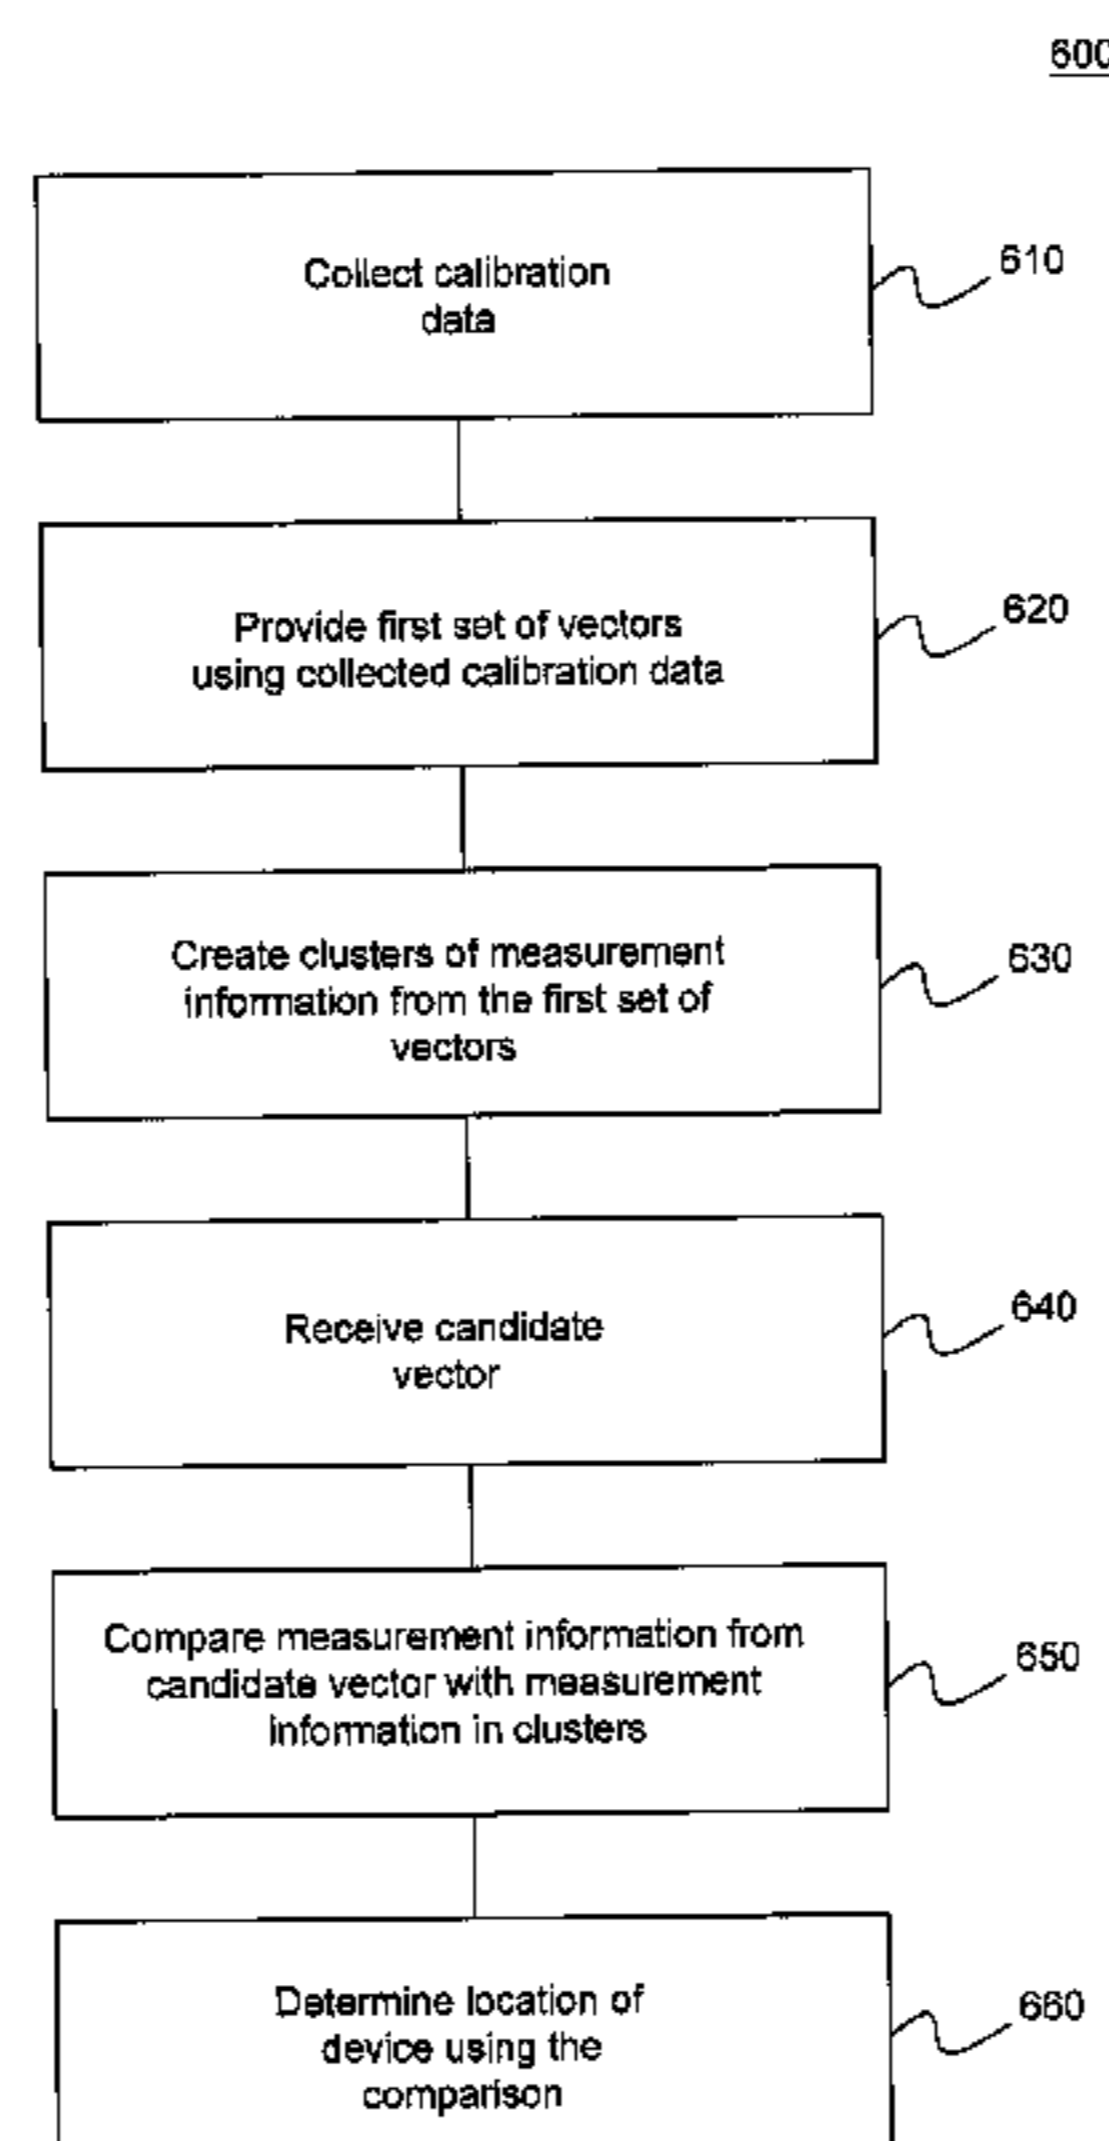 600
Collect calibration
data
610
Provide first set of vectors
using collected calibration data
620
Create clusters of measurement
information from the first set of
vectors
630
Receive candidate
vector
640
Compare measurement information from
candidate vector with measurement
information in clusters
650
Determine location of
device using the
comparison
660